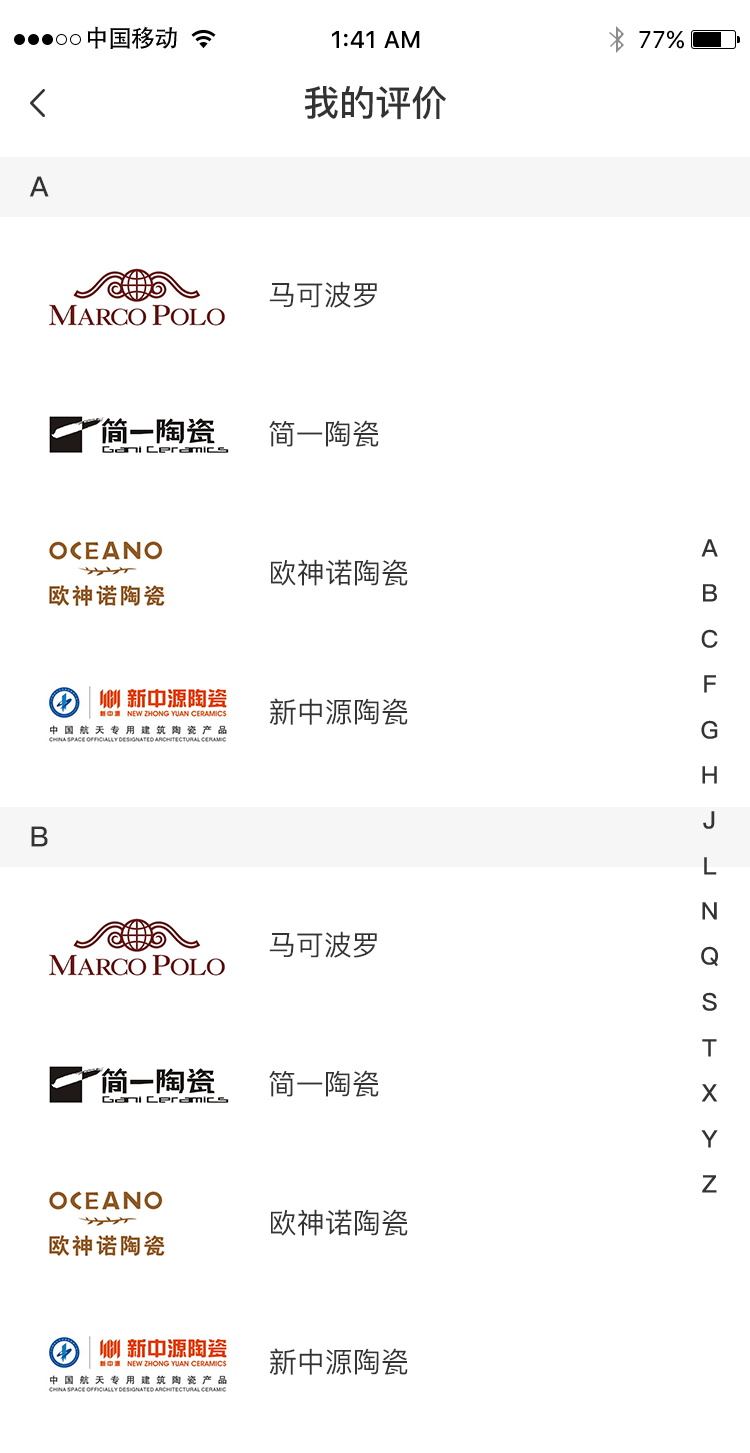 中国移动 1:41 AM 77%
我的评价
A
MARCO POLO
马可波罗
简一陶瓷
Gani Ceramics
简一陶瓷
OCEANO
欧神诺陶瓷
欧神诺陶瓷
新中源陶瓷
新中源 NEW ZHONG YUAN CERAMICS
中国航天专用建筑陶瓷产品
CHINA SPACE OFFICIALLY DESIGNATED ARCHITECTURAL CERAMIC
新中源陶瓷
B
MARCO POLO
马可波罗
简一陶瓷
Gani Ceramics
简一陶瓷
OCEANO
欧神诺陶瓷
欧神诺陶瓷
新中源陶瓷
新中源 NEW ZHONG YUAN CERAMICS
中国航天专用建筑陶瓷产品
CHINA SPACE OFFICIALLY DESIGNATED ARCHITECTURAL CERAMIC
新中源陶瓷
A
B
C
F
G
H
J
L
N
Q
S
T
X
Y
Z